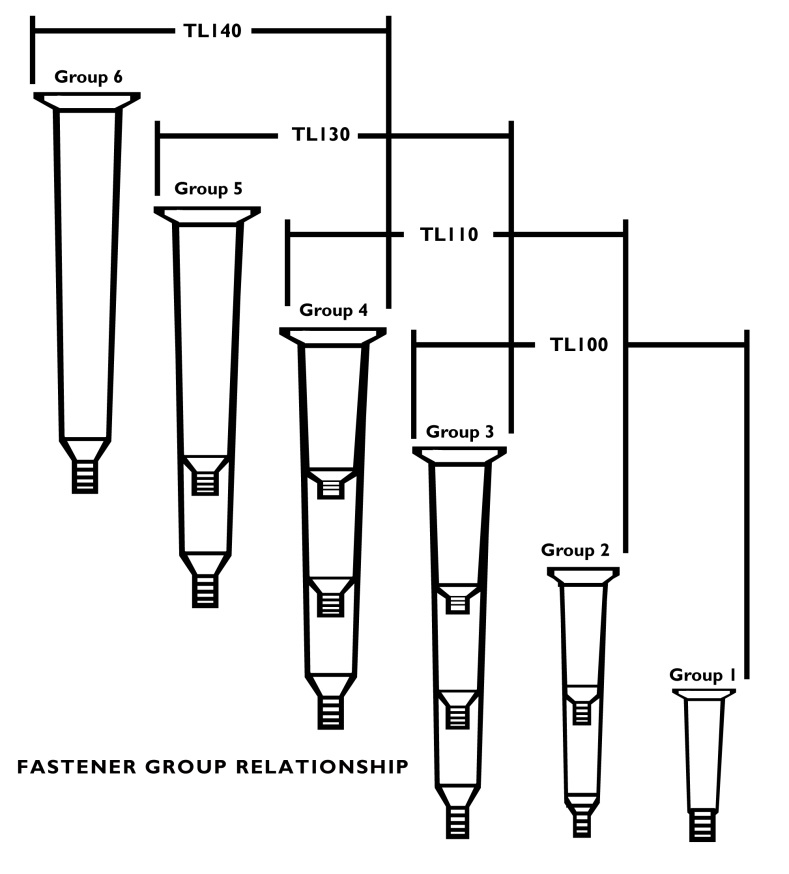 TL140
Group 6
TL130
Group 5
TL110
Group 4
TL100
Group 3
Group 2
Group 1
FASTENER GROUP RELATIONSHIP